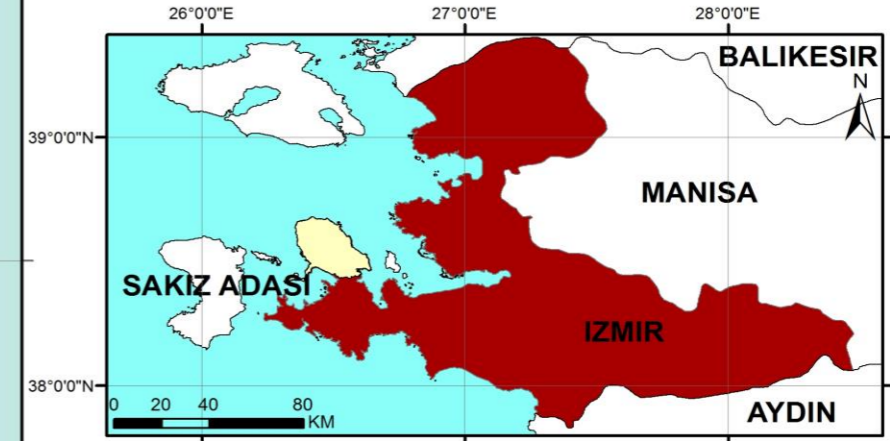 26°0'0"E 27°0'0"E 28°0'0"E
BALIKESIR
N
39°0'0"N
MANISA
SAKIZ ADASI
IZMIR
38°0'0"N
0 20 40 80
KM
AYDIN